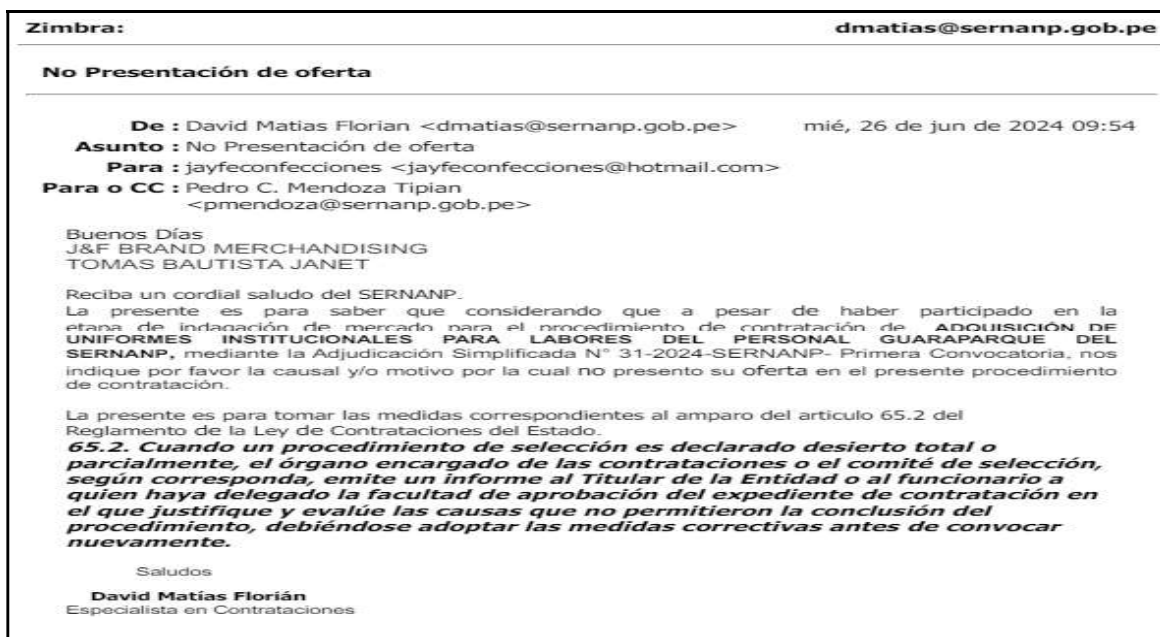 Zimbra: dmatias@sernanp.gob.pe
No Presentación de oferta
De : David Matias Florian <dmatias@sernanp.gob.pe> mié, 26 de jun de 2024 09:54
Asunto : No Presentación de oferta
Para : jayfeconfecciones <jayfeconfecciones@hotmail.com>
Para o CC : Pedro C. Mendoza Tipian
<pmendoza@sernanp.gob.pe>
Buenos Días
J&F BRAND MERCHANDISING
TOMAS BAUTISTA JANET
Reciba un cordial saludo del SERNANP.
La presente es para saber que considerando que a pesar de haber participado en la
etapa de indagación de mercado para el procedimiento de contratación de ADQUISICIÓN DE
UNIFORMES INSTITUCIONALES PARA LABORES DEL PERSONAL GUARAPARQUE DEL
SERNANP, mediante la Adjudicación Simplificada N° 31-2024-SERNANP- Primera Convocatoria, nos
indique por favor la causal y/o motivo por la cual no presento su oferta en el presente procedimiento
de contratación.
La presente es para tomar las medidas correspondientes al amparo del articulo 65.2 del
Reglamento de la Ley de Contrataciones del Estado.
65.2. Cuando un procedimiento de selección es declarado desierto total o
parcialmente, el órgano encargado de las contrataciones o el comité de selección,
según corresponda, emite un informe al Titular de la Entidad o al funcionario a
quien haya delegado la facultad de aprobación del expediente de contratación en
el que justifique y evalúe las causas que no permitieron la conclusión del
procedimiento, debiéndose adoptar las medidas correctivas antes de convocar
nuevamente.
Saludos
David Matías Florián
Especialista en Contrataciones